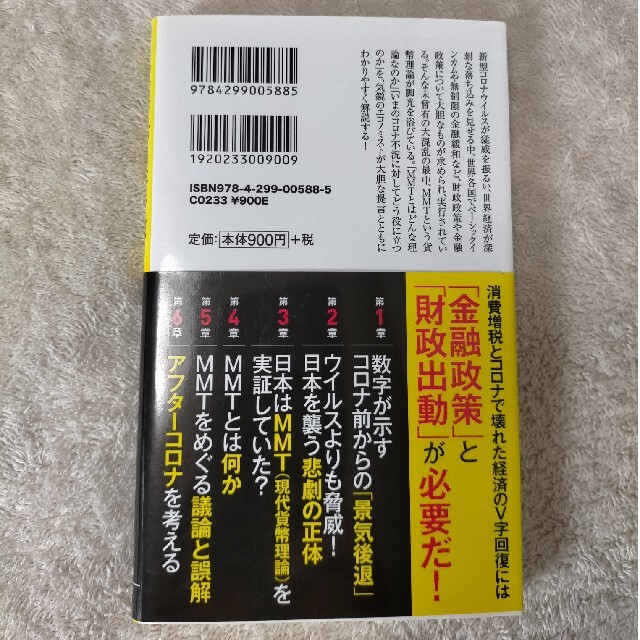 新型コロナウイルスが猛威を振るい、世界経済が深
刻な落ち込みを見せる中、世界各国でベーシックイ
ンカムや無制限の金融緩和など、財政政策や金融
政策について大胆なものが求められ、実行されてい
る。そんな未曾有の大混乱の最中、MMTという貨
幣理論が脚光を浴びている。「MMTとはどんな理
論なのか」「いまのコロナ不況に対してどう役に立つ
のか」を、気鋭のエコノミストが大胆な提言とともに
わかりやすく解説する！
9784299005885
1920233009009
ISBN978-4-299-00588-5
C0233 ¥900E
定価：本体900円＋税
消費増税とコロナで壊れた経済のV字回復には
「金融政策」と
「財政出動」が必要だ！
第1章
数字が示す
コロナ前からの「景気後退」
第2章
ウイルスよりも脅威！
日本を襲う悲劇の正体
第3章
日本はMMT（現代貨幣理論）を
実証していた？
第4章
MMTとは何か
第5章
MMTをめぐる議論と誤解
第6章
アフターコロナを考える